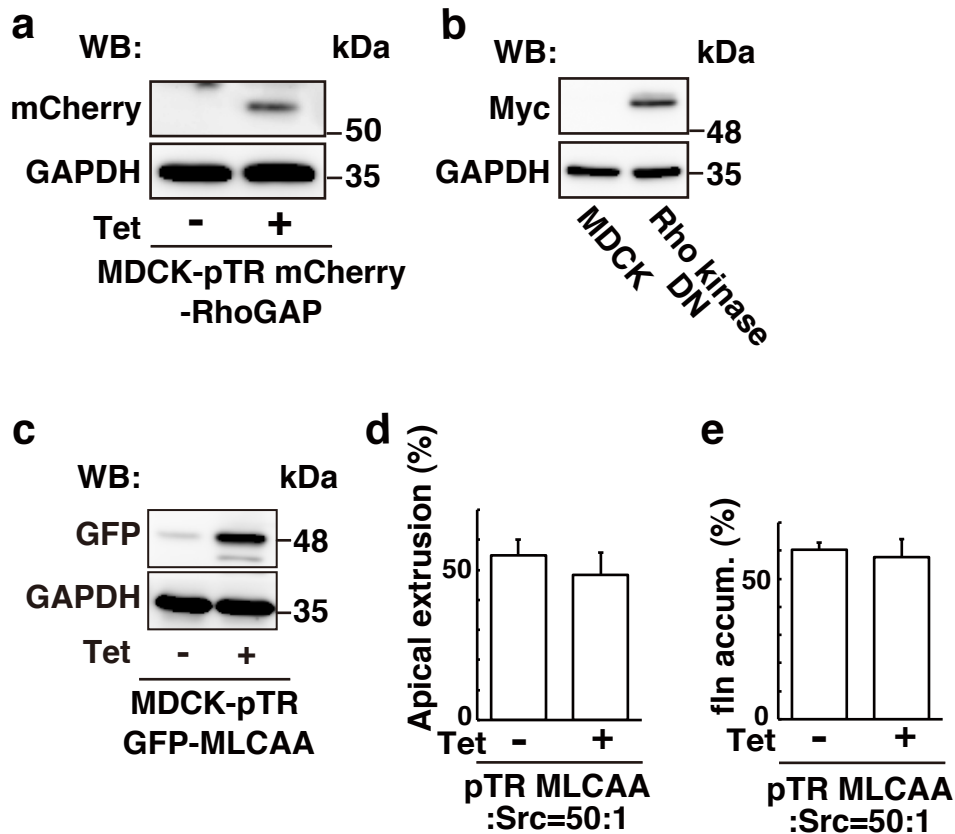 a
WB: kDa
mCherry
50
GAPDH
35
Tet - +
MDCK-pTR mCherry
-RhoGAP
b
WB: kDa
Myc
48
GAPDH
35
MDCK
Rho kinase
DN
c
WB: kDa
GFP
48
GAPDH
35
Tet - +
MDCK-pTR
GFP-MLCAA
d
Apical extrusion (%)
50
0
Tet - +
pTR MLCAA
:Src=50:1
e
fln accum. (%)
50
0
Tet - +
pTR MLCAA
:Src=50:1